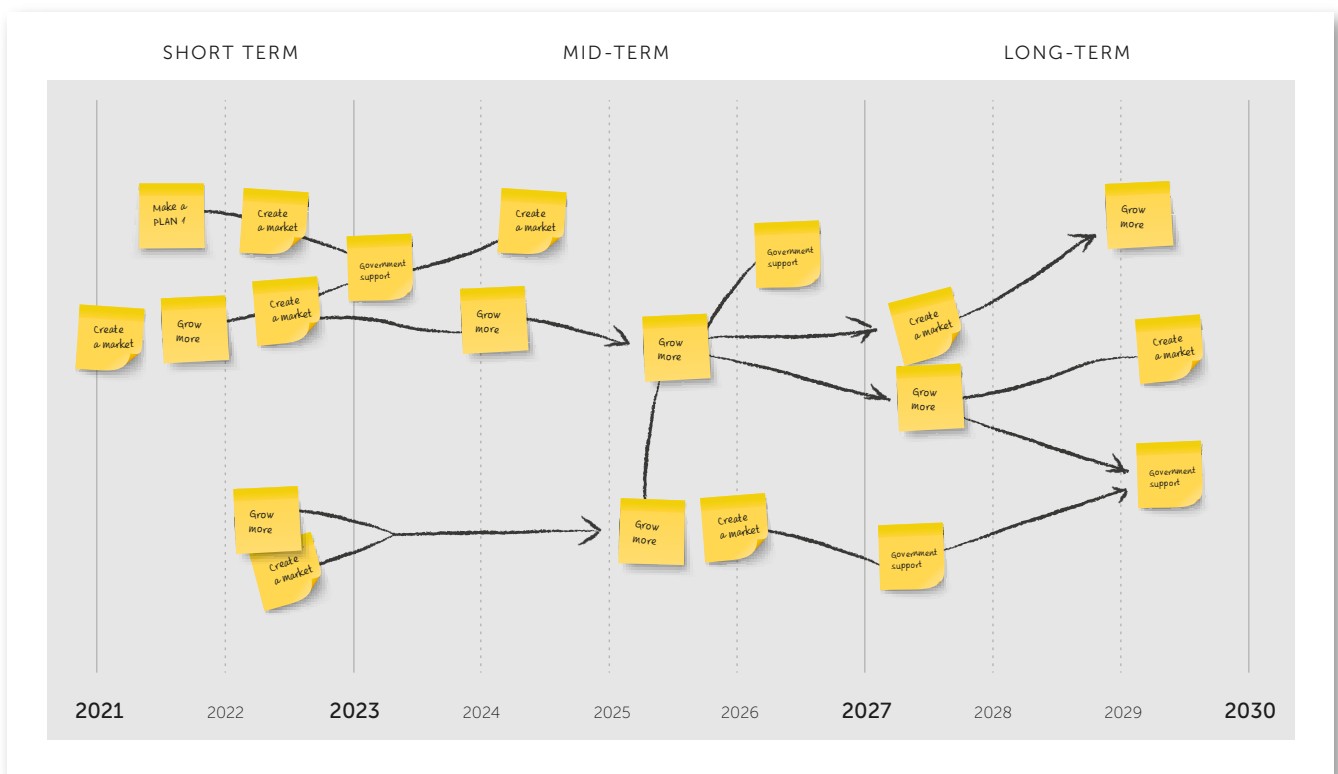 SHORT TERM
MID-TERM
LONG-TERM
Make a
PLAN !
Create
a market
Government
support
Create
a market
Government
support
Grow
more
Create
a market
Grow
more
Create
a market
Grow
more
Grow
more
Create
a market
Grow
more
Create
a market
Government
support
Grow
more
Create
a market
Grow
more
Create
a market
Government
support
2021
2022
2023
2024
2025
2026
2027
2028
2029
2030